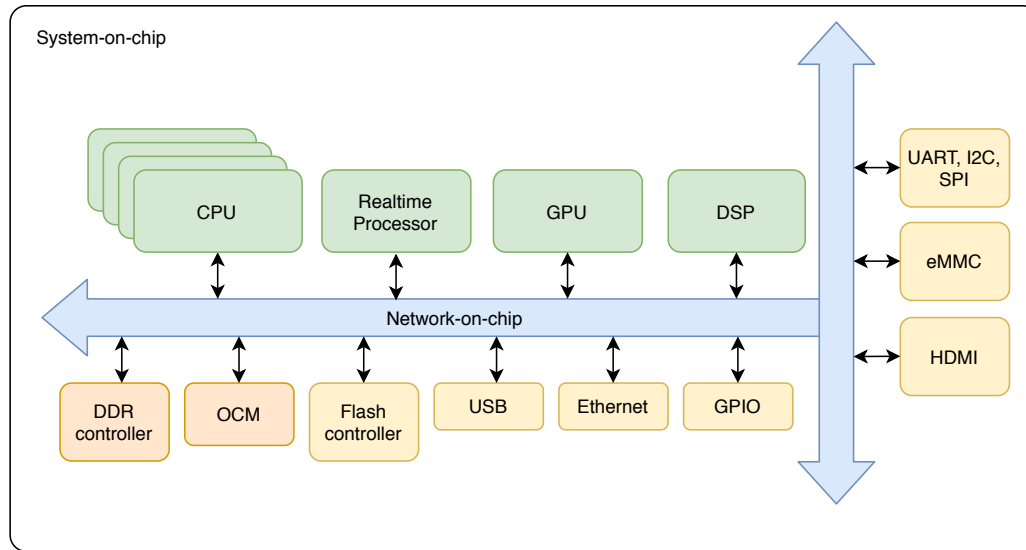 System-on-chip
CPU
Realtime
Processor
GPU
DSP
UART, I2C,
SPI
eMMC
HDMI
Network-on-chip
DDR
controller
OCM
Flash
controller
USB
Ethernet
GPIO